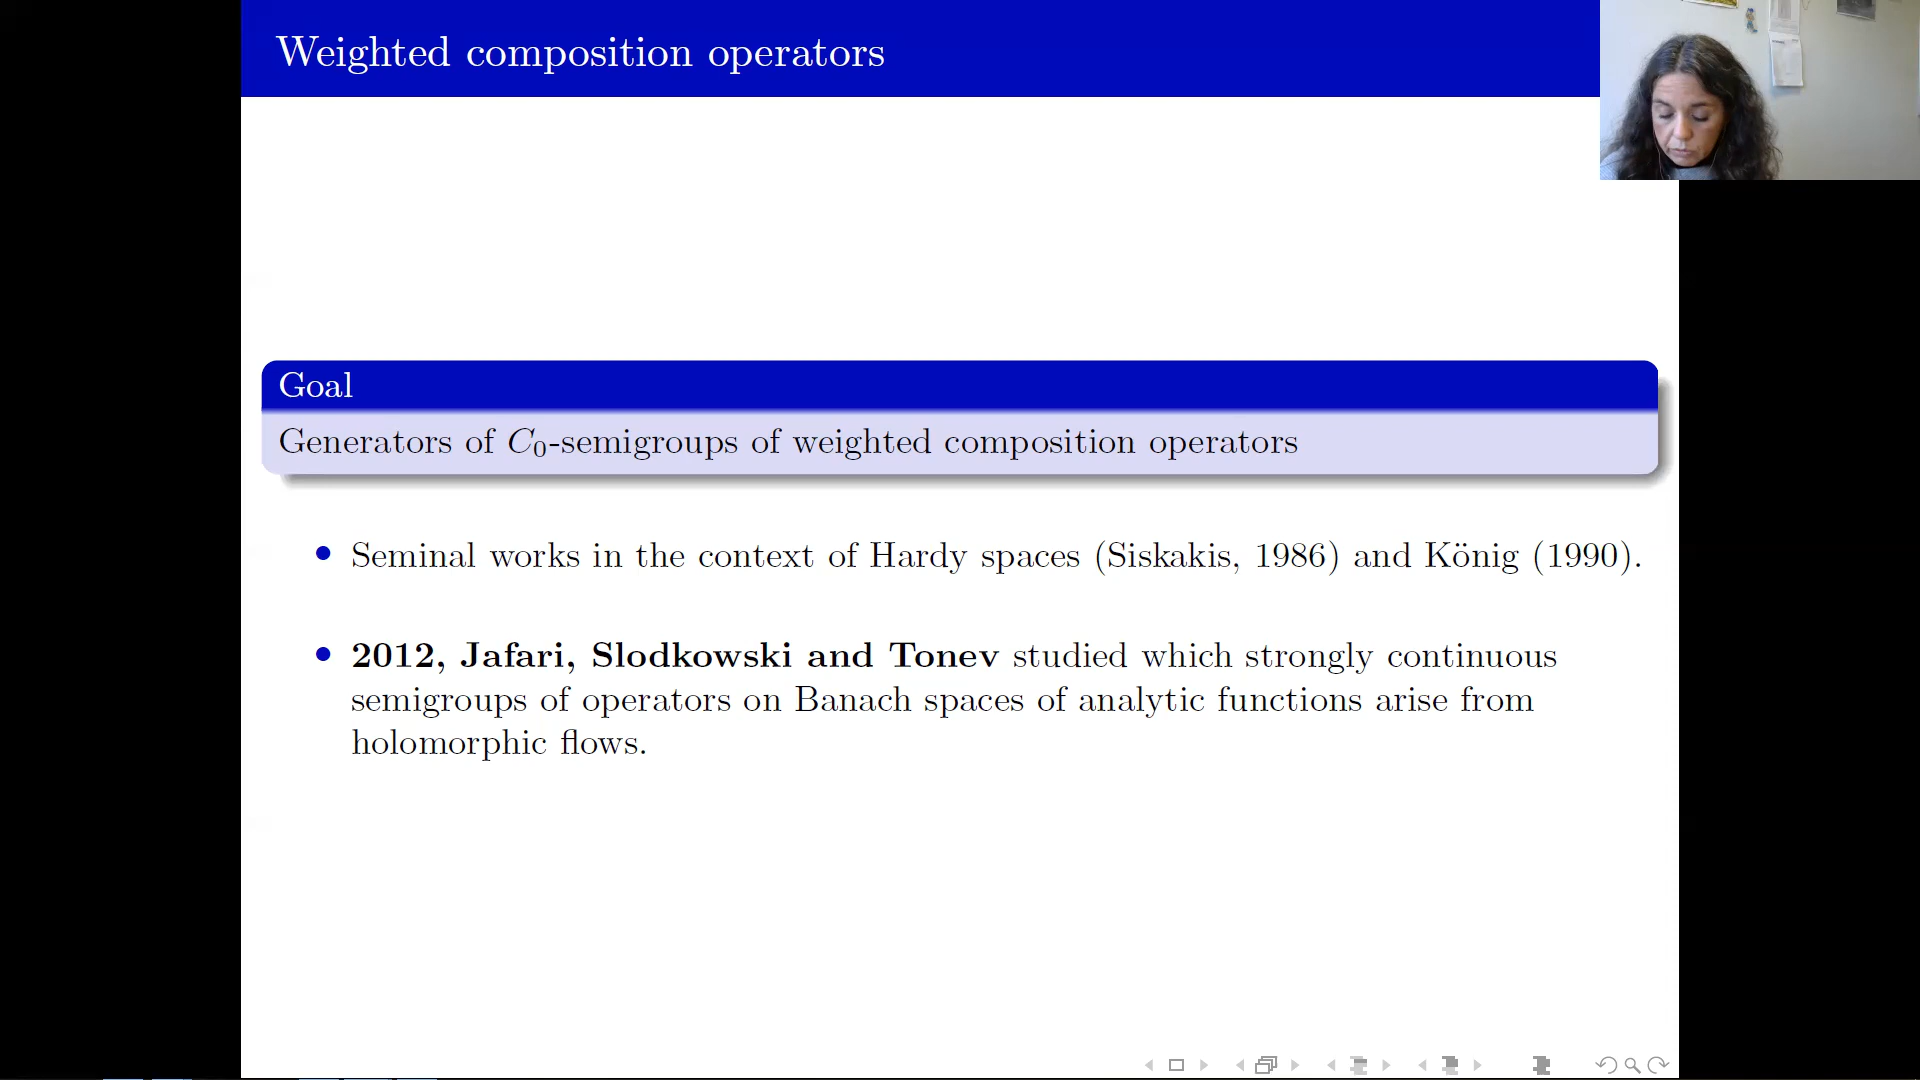 Weighted composition operators
Goal
Generators of C₀-semigroups of weighted composition operators
• Seminal works in the context of Hardy spaces (Siskakis, 1986) and König (1990).
• 2012, Jafari, Slodkowski and Tonev studied which strongly continuous
semigroups of operators on Banach spaces of analytic functions arise from
holomorphic flows.